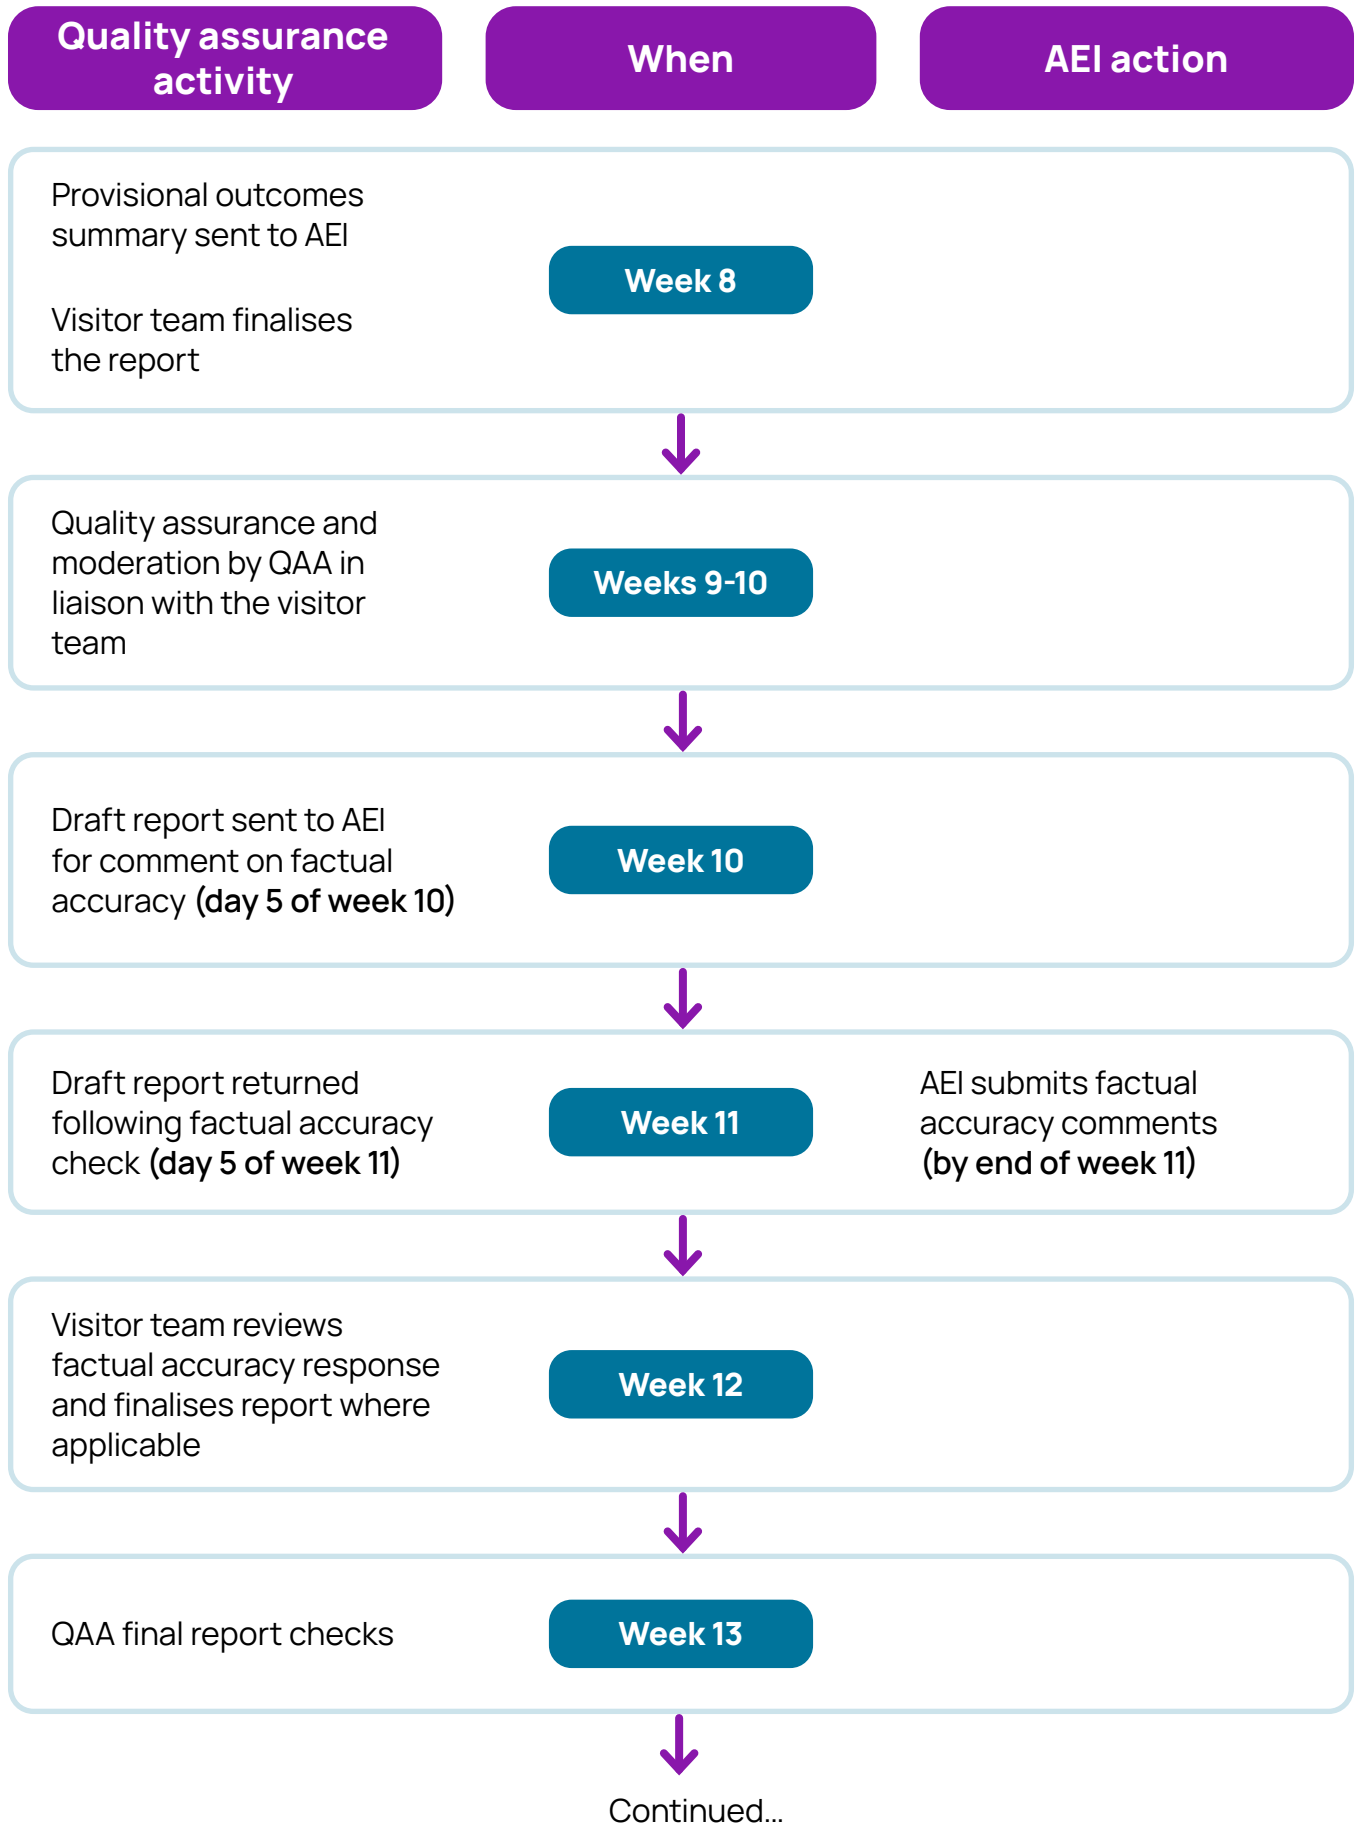 Quality assurance
activity
When
AEI action
Provisional outcomes
summary sent to AEI
Visitor team finalises
the report
Week 8
Quality assurance and
moderation by QAA in
liaison with the visitor
team
Weeks 9-10
Draft report sent to AEI
for comment on factual
accuracy (day 5 of week 10)
Week 10
Draft report returned
following factual accuracy
check (day 5 of week 11)
Week 11
AEI submits factual
accuracy comments
(by end of week 11)
Visitor team reviews
factual accuracy response
and finalises report where
applicable
Week 12
QAA final report checks
Week 13
Continued...